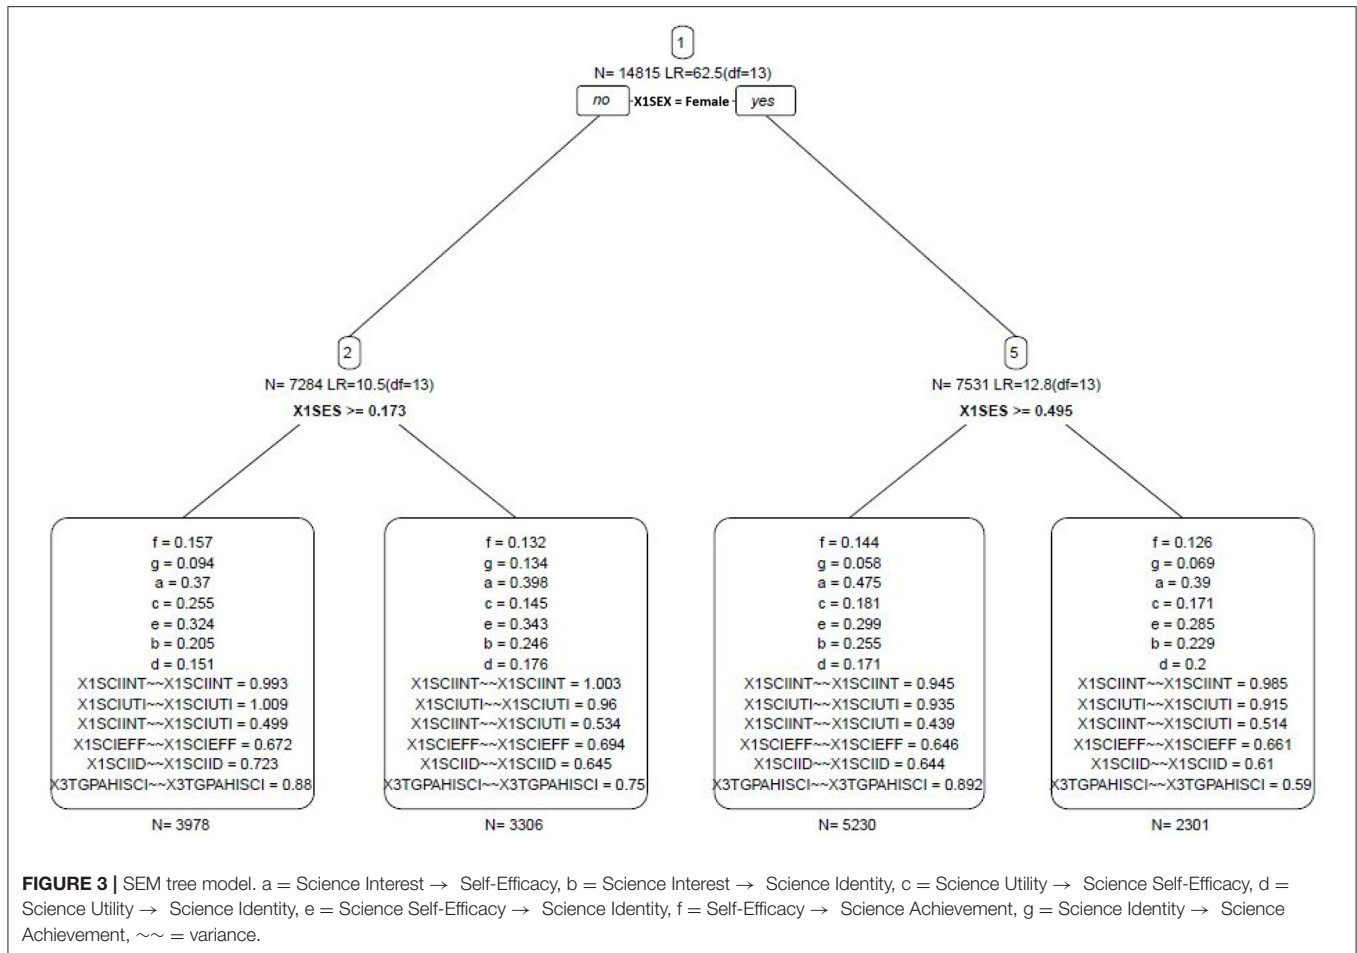 1
N= 14815 LR=62.5(df=13)
no X1SEX = Female yes
2
N= 7284 LR=10.5(df=13)
X1SES >= 0.173
5
N= 7531 LR=12.8(df=13)
X1SES >= 0.495
f = 0.157
g = 0.094
a = 0.37
c = 0.255
e = 0.324
b = 0.205
d = 0.151
X1SCIINT~~X1SCIINT = 0.993
X1SCIUTI~~X1SCIUTI = 1.009
X1SCIINT~~X1SCIUTI = 0.499
X1SCIEFF~~X1SCIEFF = 0.672
X1SCIID~~X1SCIID = 0.723
X3TGPAHISCI~~X3TGPAHISCI = 0.88
N= 3978
f = 0.132
g = 0.134
a = 0.398
c = 0.145
e = 0.343
b = 0.246
d = 0.176
X1SCIINT~~X1SCIINT = 1.003
X1SCIUTI~~X1SCIUTI = 0.96
X1SCIINT~~X1SCIUTI = 0.534
X1SCIEFF~~X1SCIEFF = 0.694
X1SCIID~~X1SCIID = 0.645
X3TGPAHISCI~~X3TGPAHISCI = 0.75
N= 3306
f = 0.144
g = 0.058
a = 0.475
c = 0.181
e = 0.299
b = 0.255
d = 0.171
X1SCIINT~~X1SCIINT = 0.945
X1SCIUTI~~X1SCIUTI = 0.935
X1SCIINT~~X1SCIUTI = 0.439
X1SCIEFF~~X1SCIEFF = 0.646
X1SCIID~~X1SCIID = 0.644
X3TGPAHISCI~~X3TGPAHISCI = 0.892
N= 5230
f = 0.126
g = 0.069
a = 0.39
c = 0.171
e = 0.285
b = 0.229
d = 0.2
X1SCIINT~~X1SCIINT = 0.985
X1SCIUTI~~X1SCIUTI = 0.915
X1SCIINT~~X1SCIUTI = 0.514
X1SCIEFF~~X1SCIEFF = 0.661
X1SCIID~~X1SCIID = 0.61
X3TGPAHISCI~~X3TGPAHISCI = 0.59
N= 2301
FIGURE 3 | SEM tree model. a = Science Interest → Self-Efficacy, b = Science Interest → Science Identity, c = Science Utility → Science Self-Efficacy, d =
Science Utility → Science Identity, e = Science Self-Efficacy → Science Identity, f = Self-Efficacy → Science Achievement, g = Science Identity → Science
Achievement, ~~ = variance.